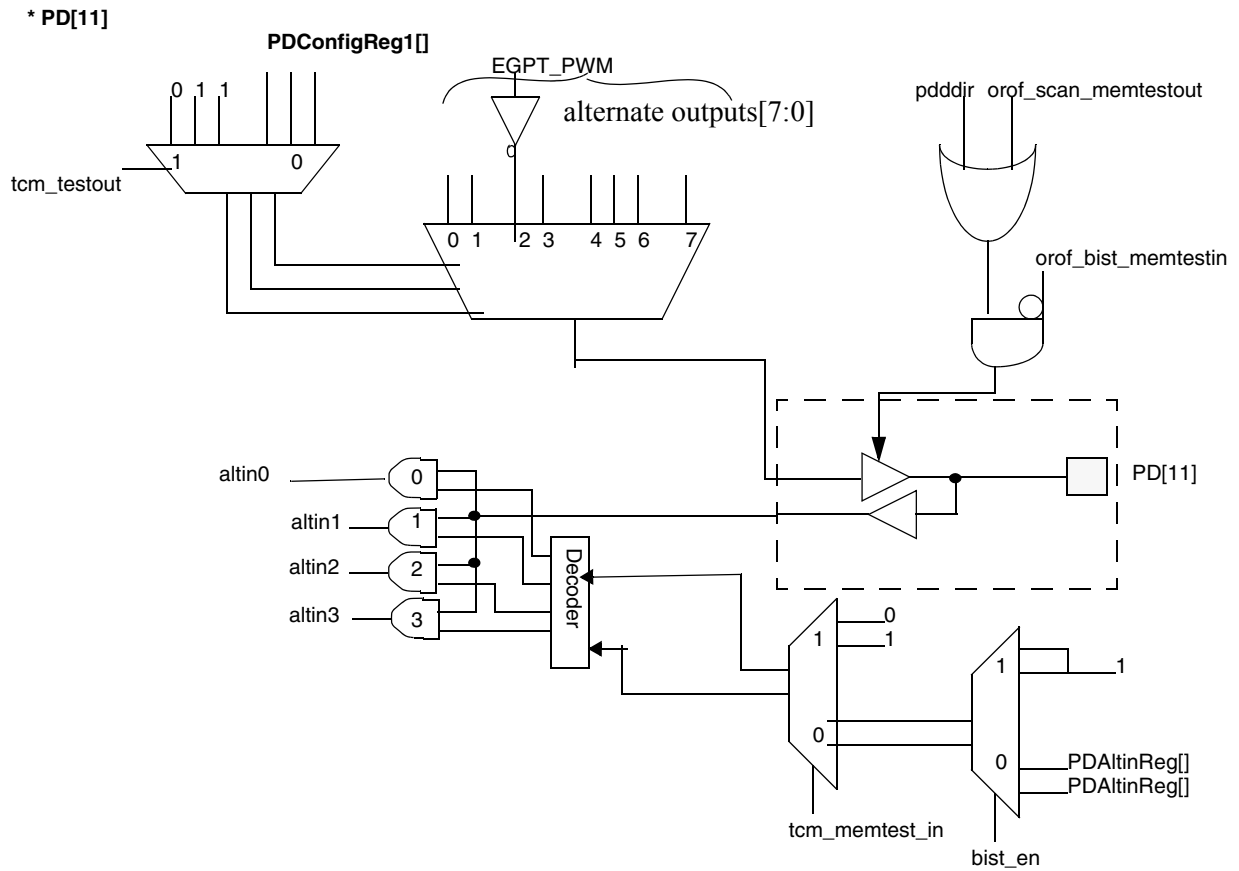 * PD[11]
PDConfigReg1[]
EGPT_PWM
0 1 1
pdddir orof_scan_memtestout
alternate outputs[7:0]
1 0
tcm_testout
0 1 2 3 4 5 6 7
orof_bist_memtestin
altin0
0
PD[11]
altin1
1
altin2
2
altin3
3
Decoder
0
1
1
1
1
0
0
PDAltinReg[]
PDAltinReg[]
tcm_memtest_in
bist_en